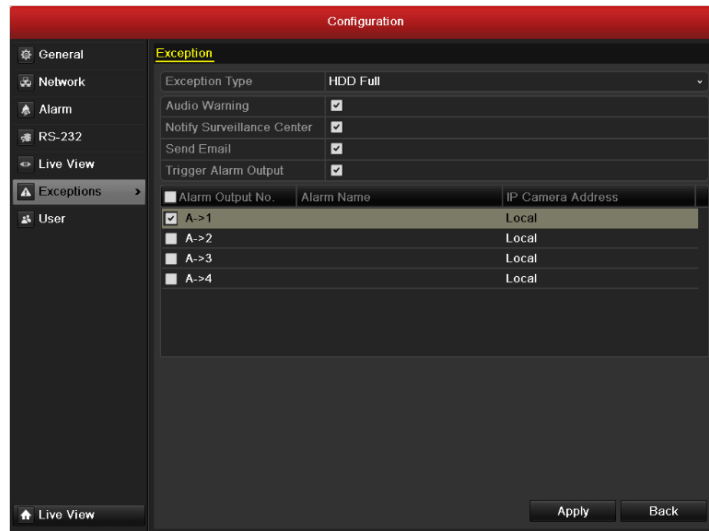 Configuration
General
Network
Alarm
RS-232
Live View
Exceptions
User
Live View
Exception
Exception Type HDD Full
Audio Warning
Notify Surveillance Center
Send Email
Trigger Alarm Output
Alarm Output No. Alarm Name IP Camera Address
A->1 Local
A->2 Local
A->3 Local
A->4 Local
Apply Back